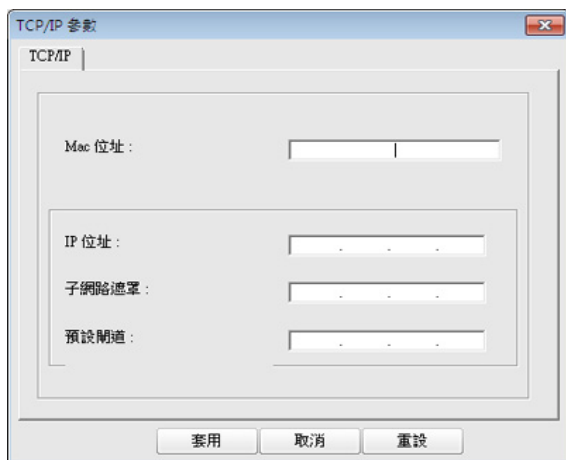 TCP/IP 參數
TCP/IP
Mac 位址 :
IP 位址 :
子網路遮罩 :
預設閘道 :
套用 取消 重設